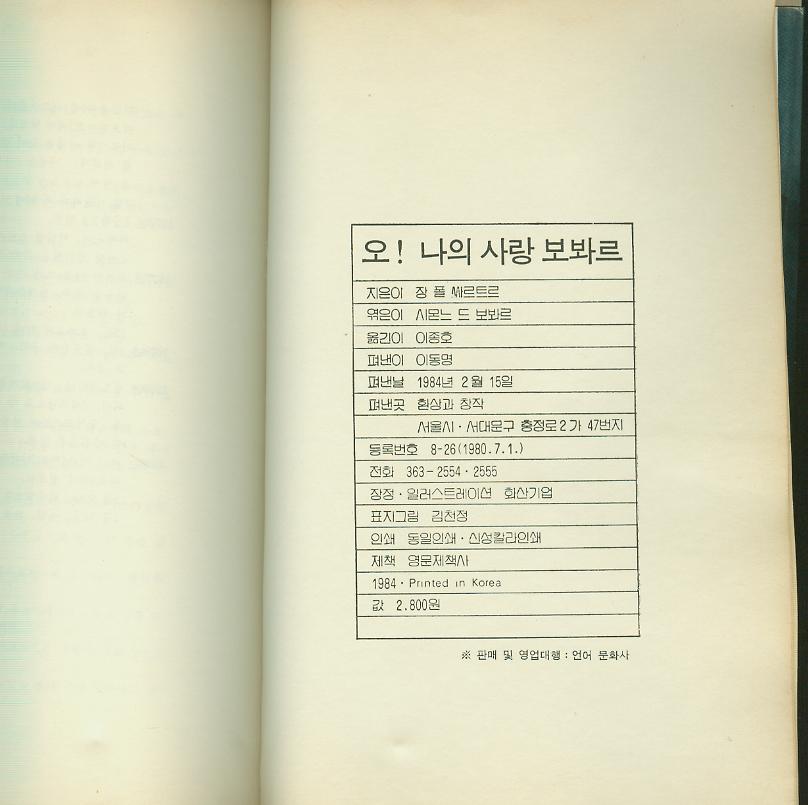 오! 나의 사랑 보봐르
지은이 장 폴 싸르트르
엮은이 시몬느 드 보봐르
옮긴이 이종호
펴낸이 이동명
펴낸날 1984년 2월 15일
펴낸곳 환상과 창작
서울시·서대문구 충정로2가 47번지
등록번호 8-26(1980.7.1.)
전화 363-2554·2555
장정·일러스트레이션 회산기업
표지그림 김천정
인쇄 동일인쇄·신성칼라인쇄
제책 영문제책사
1984·Printed in Korea
값 2.800원
※ 판매 및 영업대행 : 언어 문화사